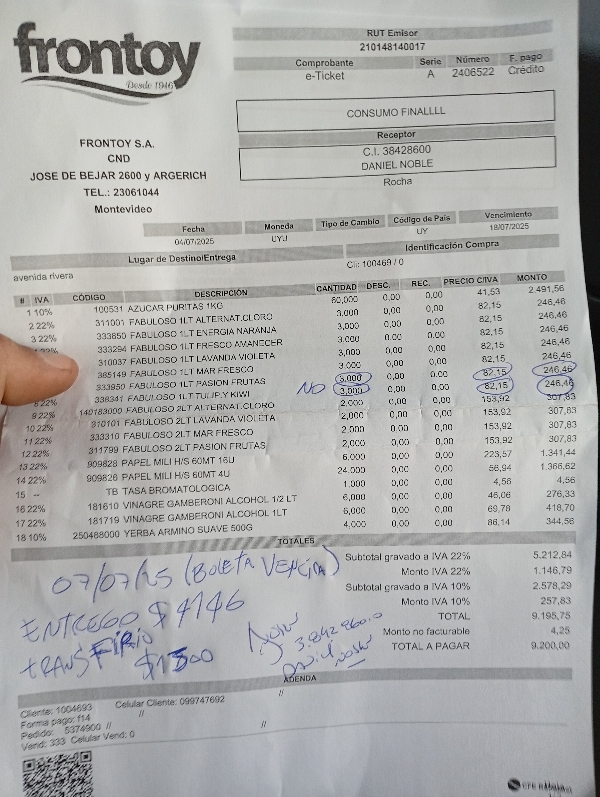 frontoy
Desde 1946
FRONTOY S.A.
CND
JOSE DE BEJAR 2600 y ARGERICH
TEL.: 23061044
Montevideo
RUT Emisor
210148140017
Comprobante Serie Número F. pago
e-Ticket A 2406522 Crédito
CONSUMO FINALLLL
Receptor
C.I. 38428600
DANIEL NOBLE
Rocha
Fecha Moneda Tipo de Cambio Código de País Vencimiento
04/07/2025 UYU UY 18/07/2025
Lugar de Destino/Entrega Identificación Compra
avenida rivera Cli: 100469 / 0
# IVA CÓDIGO DESCRIPCIÓN CANTIDAD DESC. REC. PRECIO C/IVA MONTO
1 10% 100531 AZUCAR PURITAS 1KG 60,000 0,00 0,00 41,53 2.491,56
2 22% 311001 FABULOSO 1LT ALTERNAT.CLORO 3,000 0,00 0,00 82,15 246,46
3 22% 333850 FABULOSO 1LT ENERGIA NARANJA 3,000 0,00 0,00 82,15 246,46
333294 FABULOSO 1LT FRESCO AMANECER 3,000 0,00 0,00 82,15 246,46
310037 FABULOSO 1LT LAVANDA VIOLETA 3,000 0,00 0,00 82,15 246,46
365149 FABULOSO 1LT MAR FRESCO 3,000 0,00 0,00 82,15 246,46
333950 FABULOSO 1LT PASION FRUTAS 3,000 0,00 0,00 82,15 246,46
NO
338341 FABULOSO 1LT TULIP.Y KIWI 3,000 0,00 0,00 82,15 246,46
9 22% 140183000 FABULOSO 2LT ALTERNAT.CLORO 2,000 0,00 0,00 153,92 307,83
10 22% 310101 FABULOSO 2LT LAVANDA VIOLETA 2,000 0,00 0,00 153,92 307,83
11 22% 333310 FABULOSO 2LT MAR FRESCO 2,000 0,00 0,00 153,92 307,83
12 22% 311799 FABULOSO 2LT PASION FRUTAS 2,000 0,00 0,00 153,92 307,83
13 22% 909828 PAPEL MILI H/S 60MT 16U 6,000 0,00 0,00 223,57 1.341,44
14 22% 909826 PAPEL MILI H/S 60MT 4U 24,000 0,00 0,00 56,94 1.366,62
15 -- TB TASA BROMATOLOGICA 1,000 0,00 0,00 4,56 4,56
16 22% 181610 VINAGRE GAMBERONI ALCOHOL 1/2 LT 6,000 0,00 0,00 46,06 276,33
17 22% 181719 VINAGRE GAMBERONI ALCOHOL 1LT 6,000 0,00 0,00 69,78 418,70
18 10% 250468000 YERBA ARMINO SUAVE 500G 4,000 0,00 0,00 86,14 344,56
TOTALES
Subtotal gravado a IVA 22% 5.212,84
Monto IVA 22% 1.146,79
Subtotal gravado a IVA 10% 2.578,29
Monto IVA 10% 257,83
TOTAL 9.195,75
Monto no facturable 4,25
TOTAL A PAGAR 9.200,00
07/07/25 (BOLETA VENCIDA)
ENTREGO $4146
TRANSFIRIO
$1500
ADENDA
Cliente: 1004693 Celular Cliente: 099747692 //
Forma pago: f14 //
Pedido: 5374900 // //
Vend: 333 Celular Vend: 0